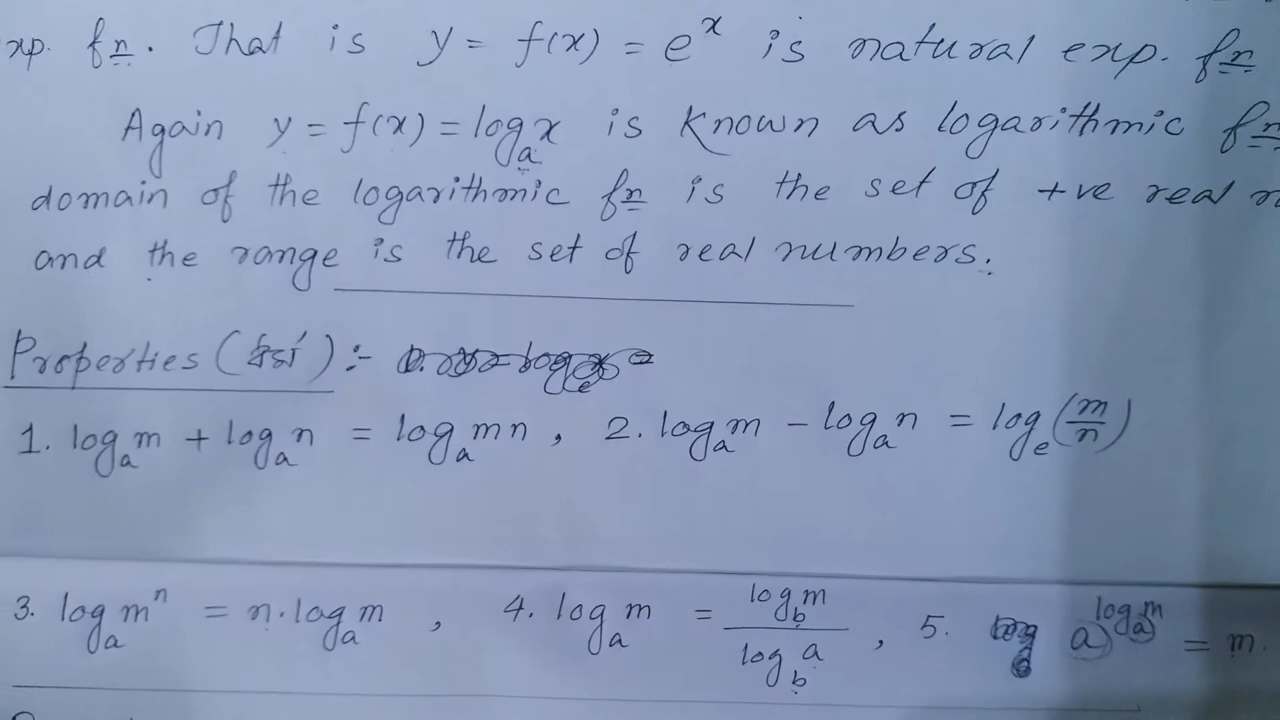 xp. fn. That is y = f(x) = e^x is natural exp. fn
Again y = f(x) = log_a x is known as logarithmic fn
domain of the logarithmic fn is the set of +ve real
and the range is the set of real numbers.
Properties ( ) :-
1. log_a m + log_a n = log_a mn , 2. log_a m - log_a n = log_e (m/n)
3. log_a m^n = n. log_a m , 4. log_a m = log_b m / log_b a , 5. a^(log_a m) = m.